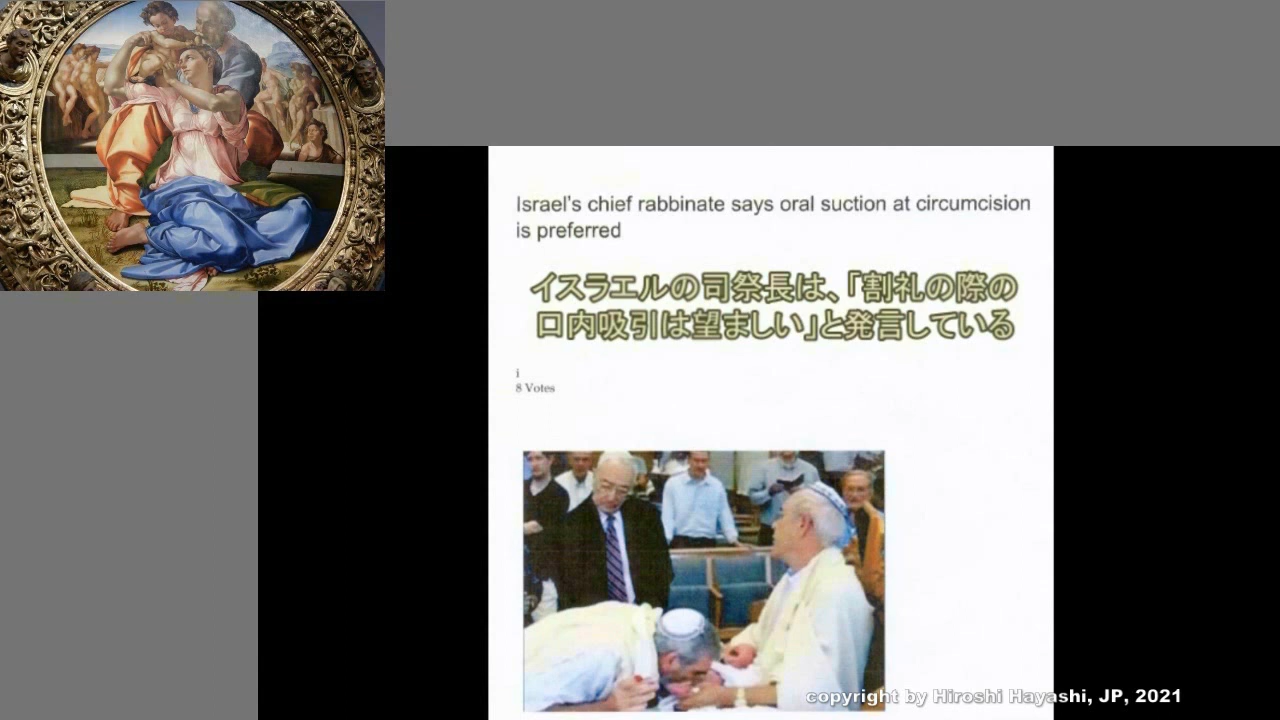 Israel's chief rabbinate says oral suction at circumcision
is preferred
イスラエルの司祭長は、「割礼の際の
口内吸引は望ましい」と発言している
i
8 Votes
copyright by Hiroshi Hayashi, JP, 2021